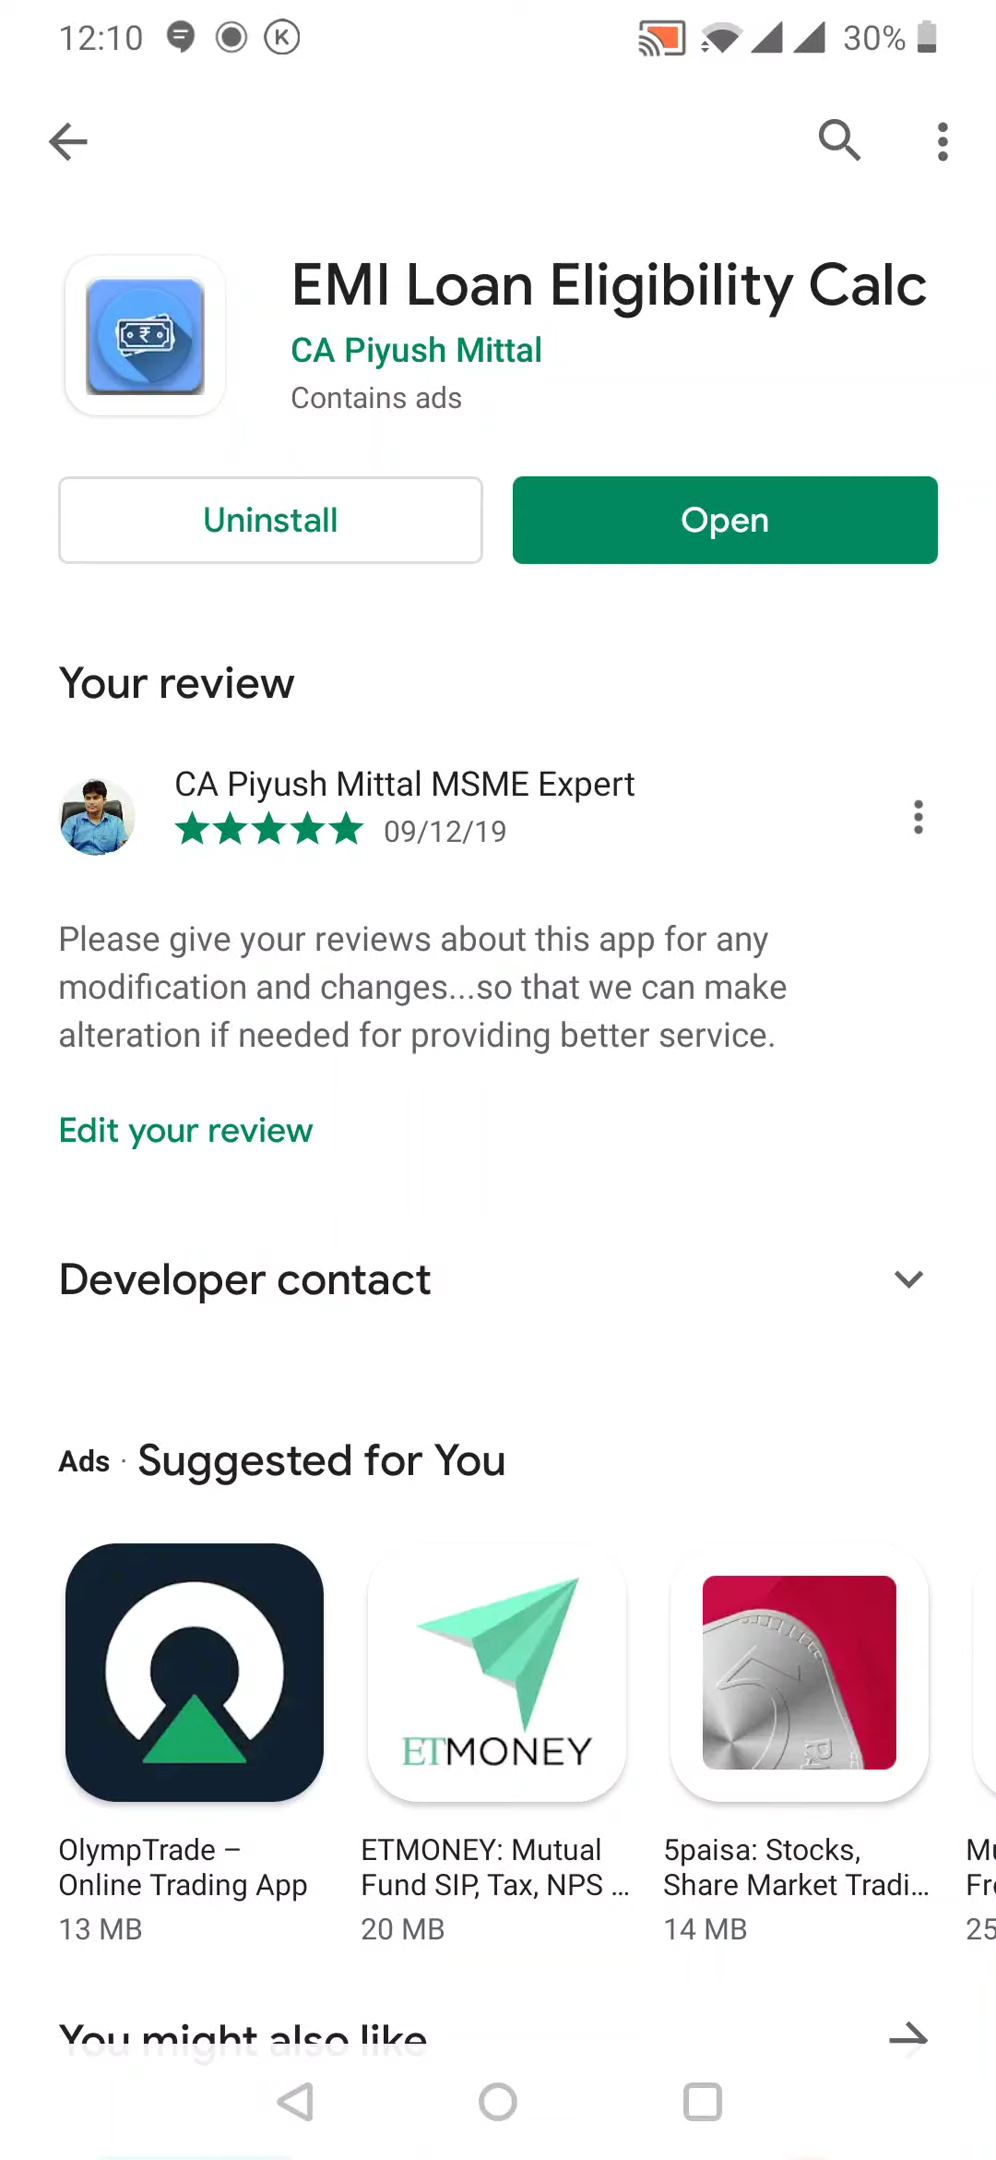 12:10
K
30%
EMI Loan Eligibility Calc
CA Piyush Mittal
Contains ads
Uninstall
Open
Your review
CA Piyush Mittal MSME Expert
09/12/19
Please give your reviews about this app for any
modification and changes...so that we can make
alteration if needed for providing better service.
Edit your review
Developer contact
Ads · Suggested for You
ETMONEY
5
OlympTrade –
Online Trading App
13 MB
ETMONEY: Mutual
Fund SIP, Tax, NPS ...
20 MB
5paisa: Stocks,
Share Market Tradi...
14 MB
Mu
Fre
25
You might also like